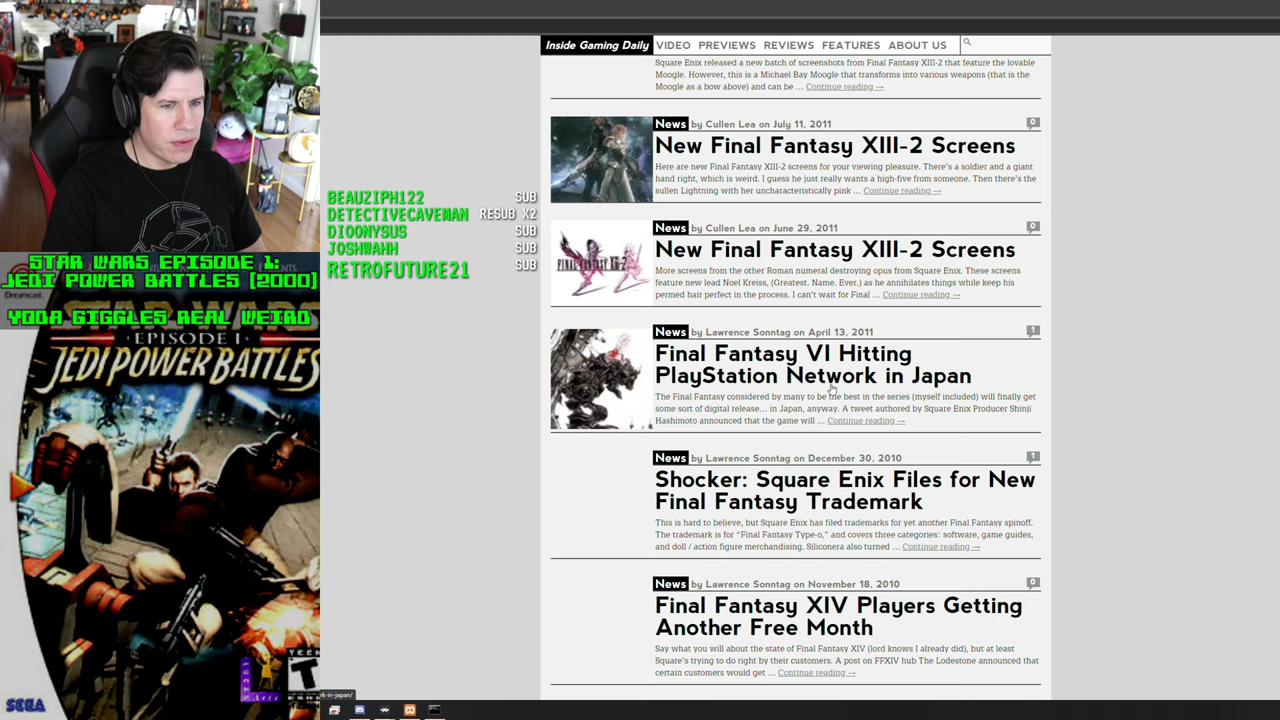 Inside Gaming Daily VIDEO PREVIEWS REVIEWS FEATURES ABOUT US
Square Enix released a new batch of screenshots from Final Fantasy XIII-2 that feature the lovable
Moogle. However, this is a Michael Bay Moogle that transforms into various weapons (that is the
Moogle as a bow above) and can be ... Continue reading →
News by Cullen Lea on July 11, 2011 0
New Final Fantasy XIII-2 Screens
Here are new Final Fantasy XIII-2 screens for your viewing pleasure. There's a soldier and a giant
hand right, which is weird. I guess he just really wants a high-five from someone. Then there's the
sullen Lightning with her uncharacteristically pink ... Continue reading →
News by Cullen Lea on June 29, 2011 0
New Final Fantasy XIII-2 Screens
FINAL FANTASY XIII-2
More screens from the other Roman numeral destroying opus from Square Enix. These screens
feature new lead Noel Kreiss, (Greatest. Name. Ever.) as he annihilates things while keep his
permed hair perfect in the process. I can't wait for Final ... Continue reading →
News by Lawrence Sonntag on April 13, 2011 1
Final Fantasy VI Hitting
PlayStation Network in Japan
The Final Fantasy considered by many to be the best in the series (myself included) will finally get
some sort of digital release... in Japan, anyway. A tweet authored by Square Enix Producer Shinji
Hashimoto announced that the game will ... Continue reading →
News by Lawrence Sonntag on December 30, 2010 1
Shocker: Square Enix Files for New
Final Fantasy Trademark
This is hard to believe, but Square Enix has filed trademarks for yet another Final Fantasy spinoff.
The trademark is for "Final Fantasy Type-0," and covers three categories: software, game guides,
and doll / action figure merchandising. Siliconera also turned ... Continue reading →
News by Lawrence Sonntag on November 18, 2010 0
Final Fantasy XIV Players Getting
Another Free Month
Say what you will about the state of Final Fantasy XIV (lord knows I already did), but at least
Square's trying to do right by their customers. A post on FFXIV hub The Lodestone announced that
certain customers would get ... Continue reading →
BEAUZIPH122 SUB
DETECTIVECAVEMAN RESUB X2
DIOONYSUS SUB
JOSHWAHH SUB
RETROFUTURE21 SUB
STAR WARS EPISODE 1:
JEDI POWER BATTLES [2000]
YODA GIGGLES REAL WEIRD
EPISODE I
JEDI POWER BATTLES
SEGA
T
k-in-japan/